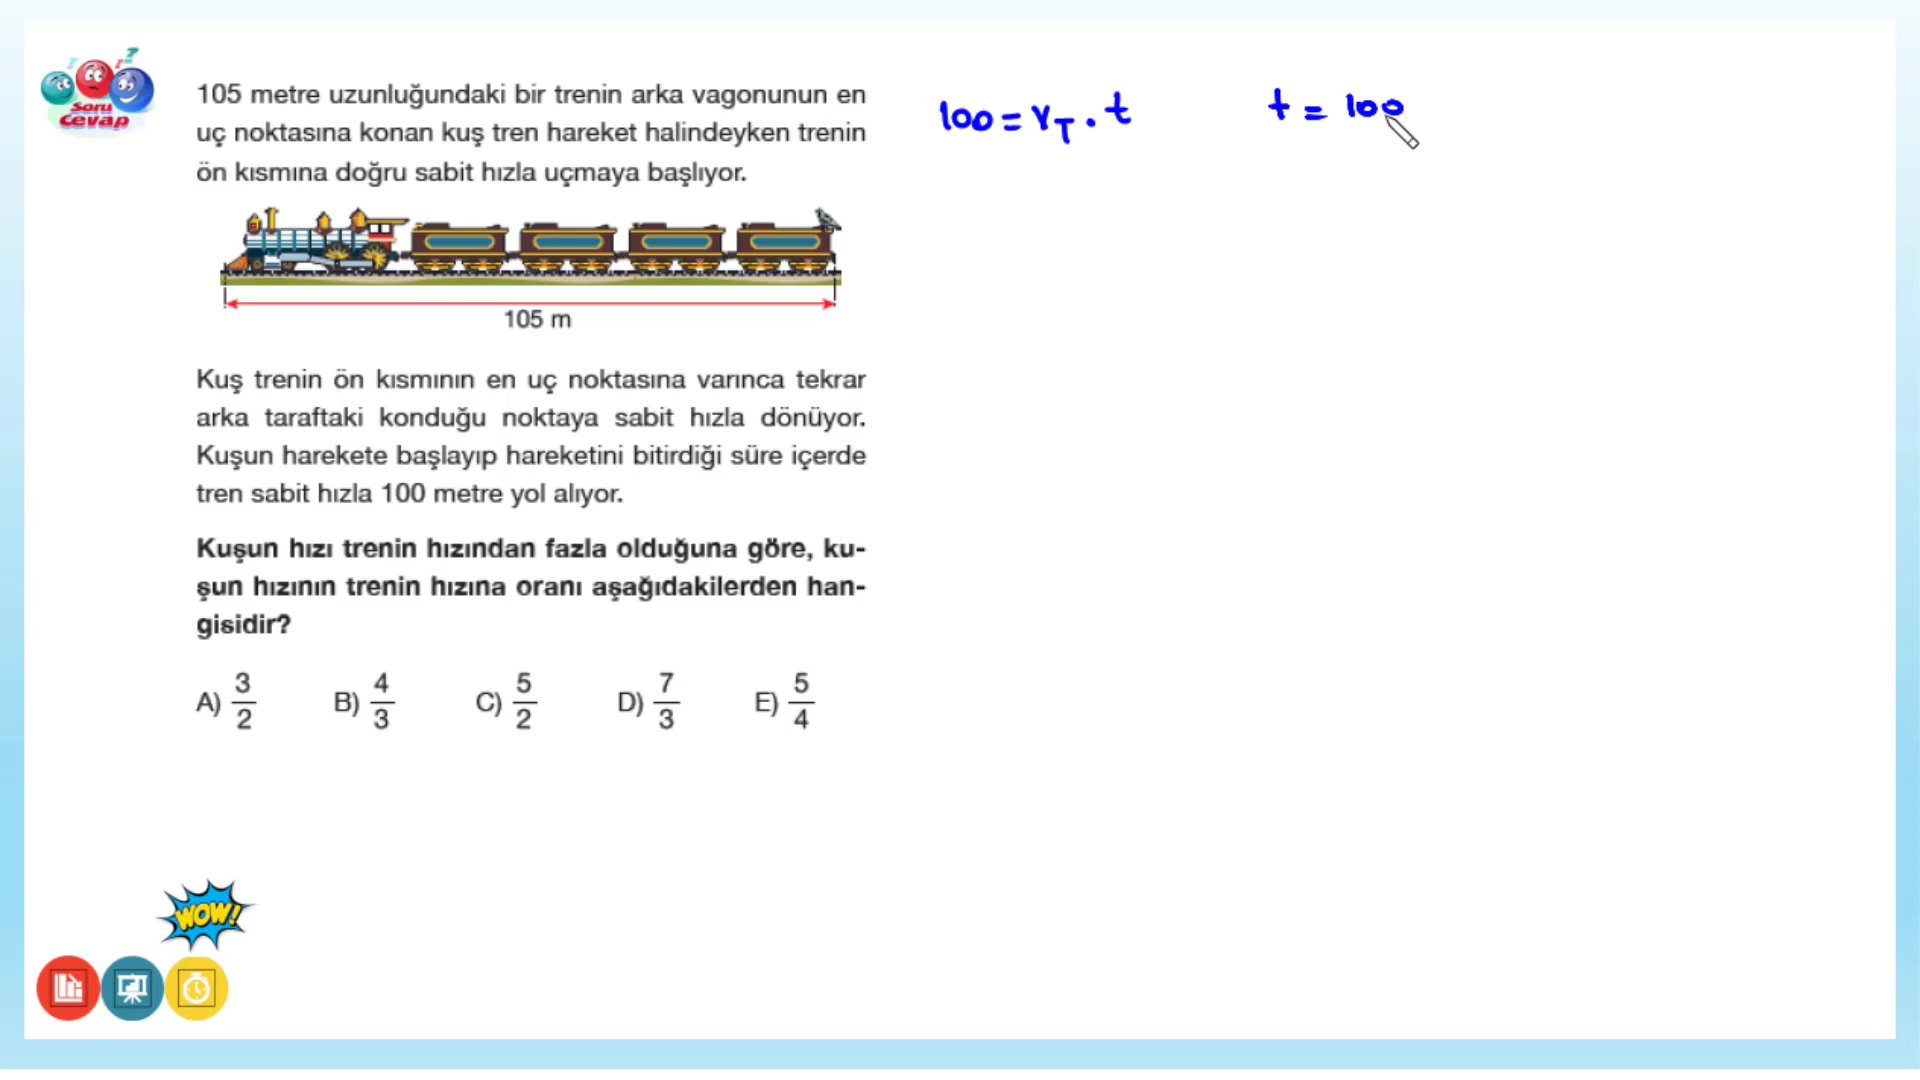 Soru
Cevap
105 metre uzunluğundaki bir trenin arka vagonunun en
uç noktasına konan kuş tren hareket halindeyken trenin
ön kısmına doğru sabit hızla uçmaya başlıyor.
105 m
Kuş trenin ön kısmının en uç noktasına varınca tekrar
arka taraftaki konduğu noktaya sabit hızla dönüyor.
Kuşun harekete başlayıp hareketini bitirdiği süre içerde
tren sabit hızla 100 metre yol alıyor.
Kuşun hızı trenin hızından fazla olduğuna göre, ku-
şun hızının trenin hızına oranı aşağıdakilerden han-
gisidir?
A) 3/2 B) 4/3 C) 5/2 D) 7/3 E) 5/4
100 = V_T . t t = 100
WOW!